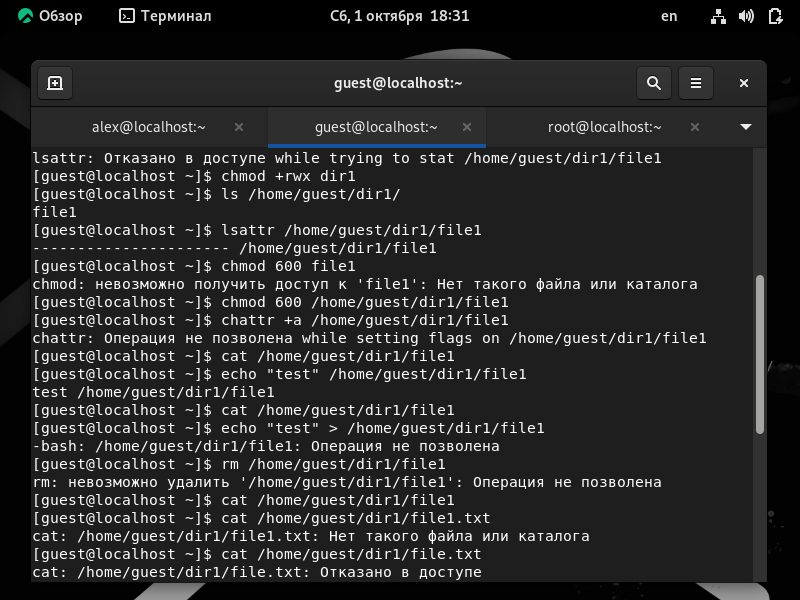 Обзор Терминал Сб, 1 октября 18:31 en
guest@localhost:~
alex@localhost:~ × guest@localhost:~ × root@localhost:~ ×
lsattr: Отказано в доступе while trying to stat /home/guest/dir1/file1
[guest@localhost ~]$ chmod +rwx dir1
[guest@localhost ~]$ ls /home/guest/dir1/
file1
[guest@localhost ~]$ lsattr /home/guest/dir1/file1
---------------------- /home/guest/dir1/file1
[guest@localhost ~]$ chmod 600 file1
chmod: невозможно получить доступ к 'file1': Нет такого файла или каталога
[guest@localhost ~]$ chmod 600 /home/guest/dir1/file1
[guest@localhost ~]$ chattr +a /home/guest/dir1/file1
chattr: Операция не позволена while setting flags on /home/guest/dir1/file1
[guest@localhost ~]$ cat /home/guest/dir1/file1
[guest@localhost ~]$ echo "test" /home/guest/dir1/file1
test /home/guest/dir1/file1
[guest@localhost ~]$ cat /home/guest/dir1/file1
[guest@localhost ~]$ echo "test" > /home/guest/dir1/file1
-bash: /home/guest/dir1/file1: Операция не позволена
[guest@localhost ~]$ rm /home/guest/dir1/file1
rm: невозможно удалить '/home/guest/dir1/file1': Операция не позволена
[guest@localhost ~]$ cat /home/guest/dir1/file1
[guest@localhost ~]$ cat /home/guest/dir1/file1.txt
cat: /home/guest/dir1/file1.txt: Нет такого файла или каталога
[guest@localhost ~]$ cat /home/guest/dir1/file.txt
cat: /home/guest/dir1/file.txt: Отказано в доступе